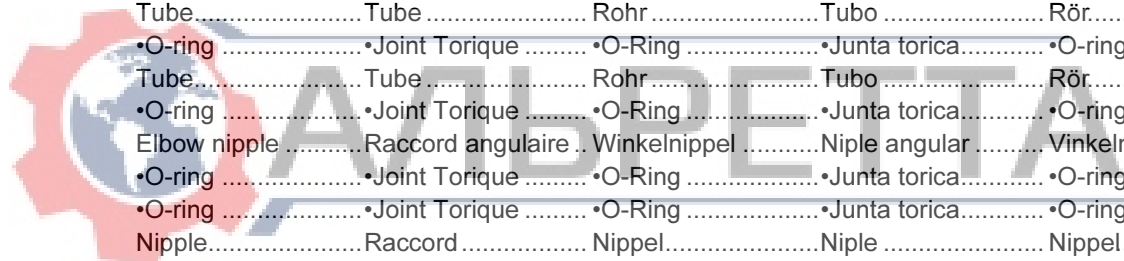 Tube........................Tube.........................Rohr.........................Tubo..........................Rör.....
•O-ring .....................•Joint Torique .........•O-Ring ....................•Junta torica............•O-ring
Tube........................Tube.........................Rohr.........................Tubo..........................Rör.....
•O-ring .....................•Joint Torique .........•O-Ring ....................•Junta torica............•O-ring
Elbow nipple ...........Raccord angulaire ..Winkelnippel ............Niple angular ..........
•O-ring .....................•Joint Torique .........•O-Ring ....................•Junta torica............•O-ring
•O-ring .....................•Joint Torique .........•O-Ring ....................•Junta torica............•O-ring
Nipple.......................Raccord...................Nippel.......................Niple .......................Nippel
АЛЬРЕТТА